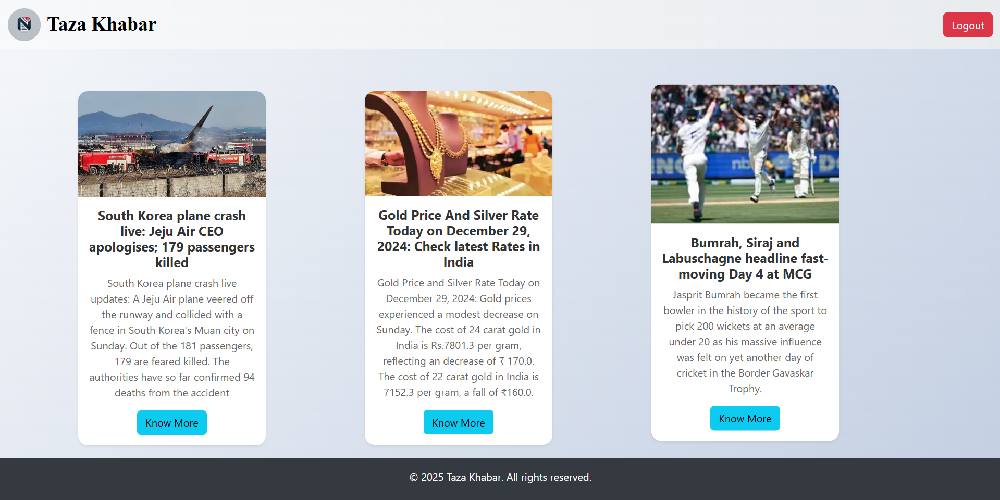 Taza Khabar
Logout
South Korea plane crash
live: Jeju Air CEO
apologises; 179 passengers
killed
South Korea plane crash live
updates: A Jeju Air plane veered off
the runway and collided with a
fence in South Korea's Muan city on
Sunday. Out of the 181 passengers,
179 are feared killed. The
authorities have so far confirmed 94
deaths from the accident
Know More
Gold Price And Silver Rate
Today on December 29,
2024: Check latest Rates in
India
Gold Price and Silver Rate Today on
December 29, 2024: Gold prices
experienced a modest decrease on
Sunday. The cost of 24 carat gold in
India is Rs.7801.3 per gram,
reflecting an decrease of ₹ 170.0.
The cost of 22 carat gold in India is
7152.3 per gram, a fall of ₹160.0.
Know More
Bumrah, Siraj and
Labuschagne headline fast-
moving Day 4 at MCG
Jasprit Bumrah became the first
bowler in the history of the sport to
pick 200 wickets at an average
under 20 as his massive influence
was felt on yet another day of
cricket in the Border Gavaskar
Trophy.
Know More
© 2025 Taza Khabar. All rights reserved.